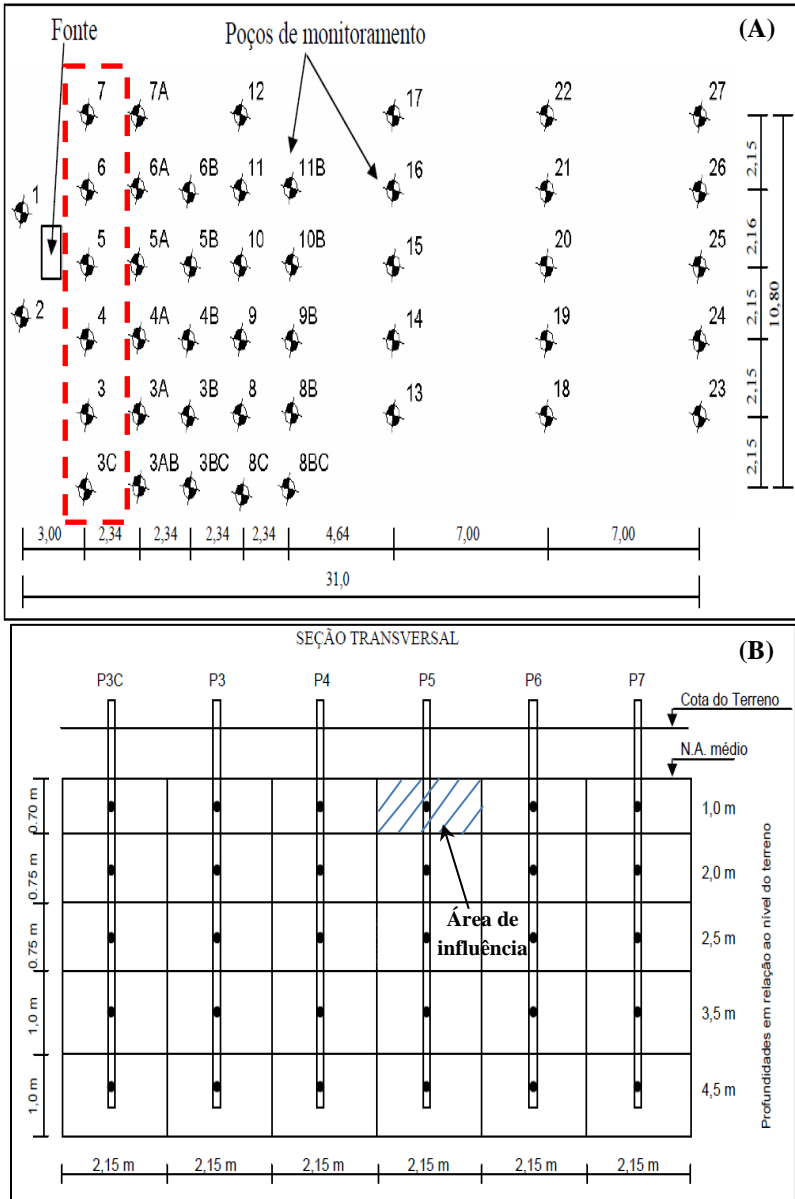 (A)
Fonte
Poços de monitoramento
7 7A 12 17 22 27
6 6A 6B 11 11B 16 21 26
1
5 5A 5B 10 10B 15 20 25
2
4 4A 4B 9 9B 14 19 24
3 3A 3B 8 8B 13 18 23
3C 3AB 3BC 8C 8BC
2,15
2,16
2,15
2,15
2,15
10,80
3,00 2,34 2,34 2,34 2,34 4,64 7,00 7,00
31,0
SEÇÃO TRANSVERSAL
(B)
P3C P3 P4 P5 P6 P7
Cota do Terreno
N.A. médio
0.70 m
0.75 m
0.75 m
1,0 m
1,0 m
Área de
influência
1,0 m
2,0 m
2,5 m
3,5 m
4,5 m
Profundidades em relação ao nível do terreno
2,15 m 2,15 m 2,15 m 2,15 m 2,15 m 2,15 m